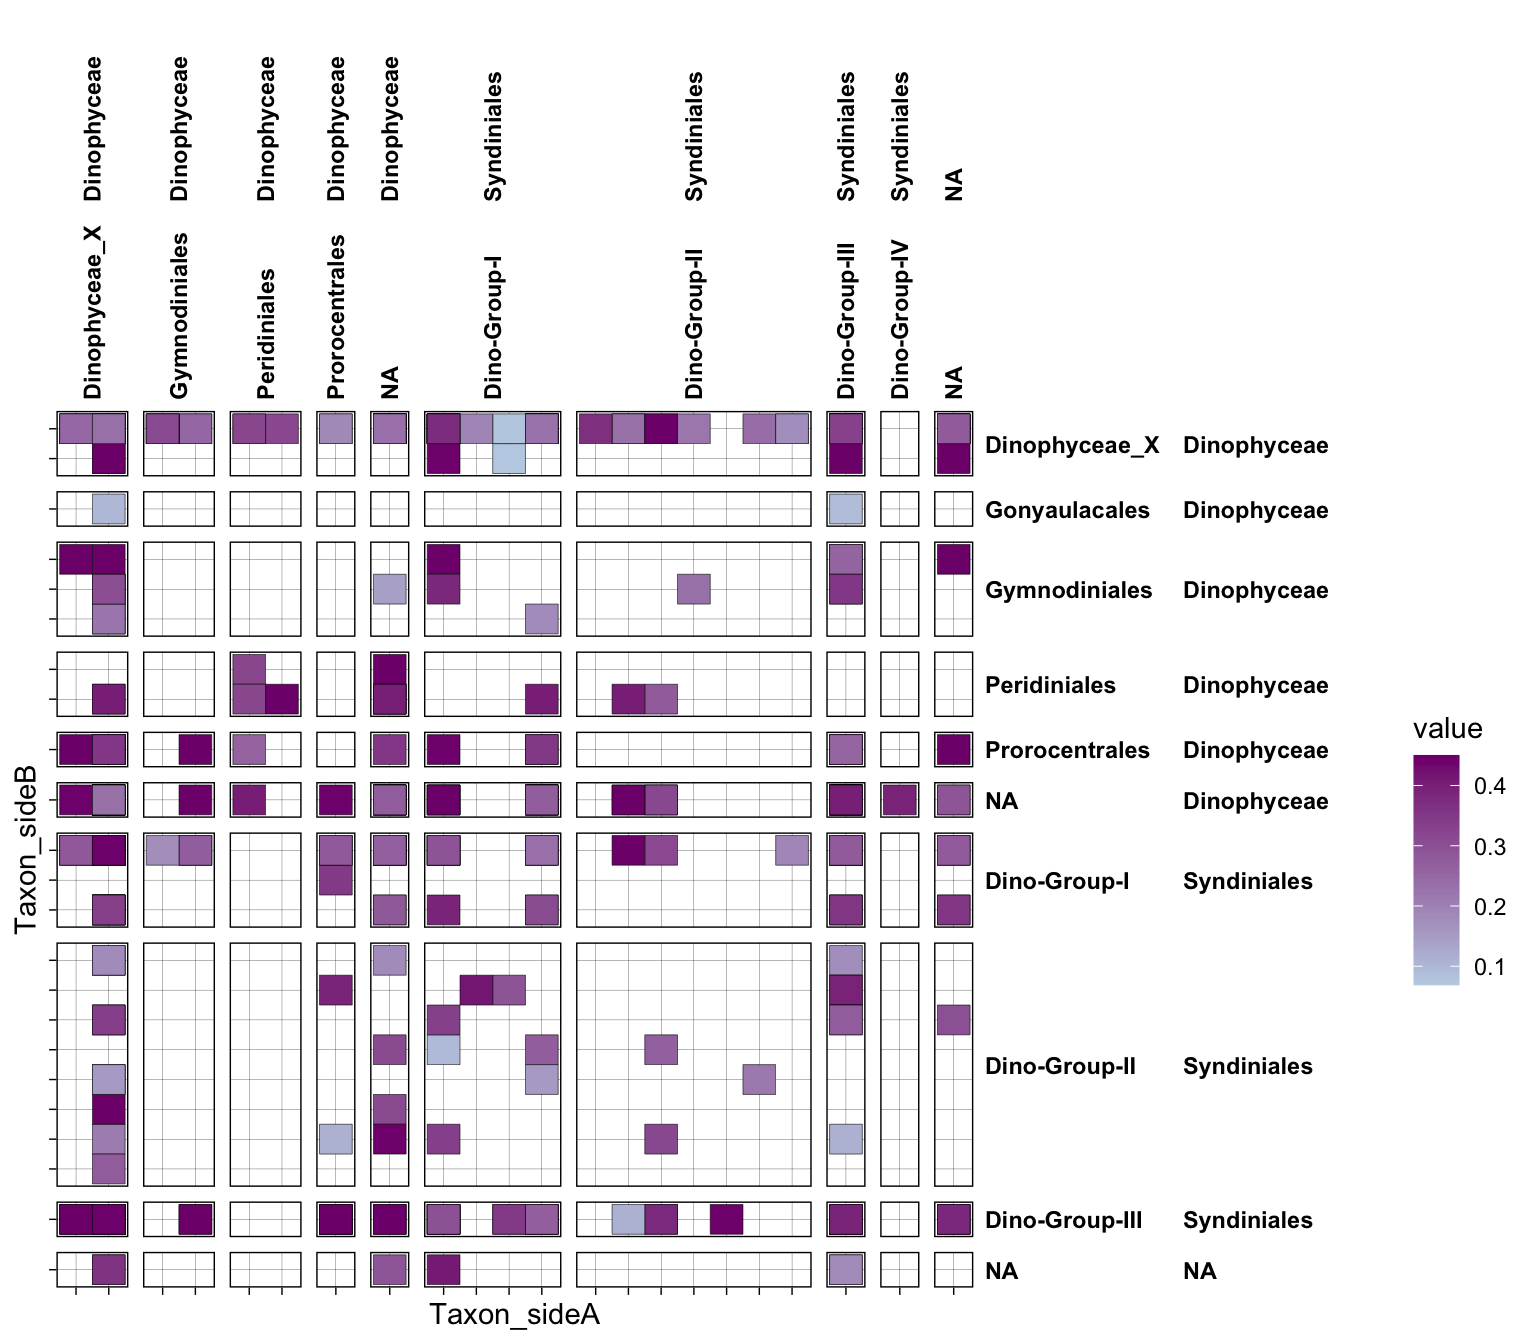 Dinophyceae Dinophyceae Dinophyceae Dinophyceae Dinophyceae Syndiniales Syndiniales Syndiniales Syndiniales NA
Dinophyceae_X Gymnodiniales Peridiniales Prorocentrales NA Dino-Group-I Dino-Group-II Dino-Group-III Dino-Group-IV NA
Dinophyceae_X Dinophyceae
Gonyaulacales Dinophyceae
Gymnodiniales Dinophyceae
Peridiniales Dinophyceae
Prorocentrales Dinophyceae
NA Dinophyceae
Dino-Group-I Syndiniales
Dino-Group-II Syndiniales
Dino-Group-III Syndiniales
NA NA
Taxon_sideB
Taxon_sideA
value
0.4
0.3
0.2
0.1